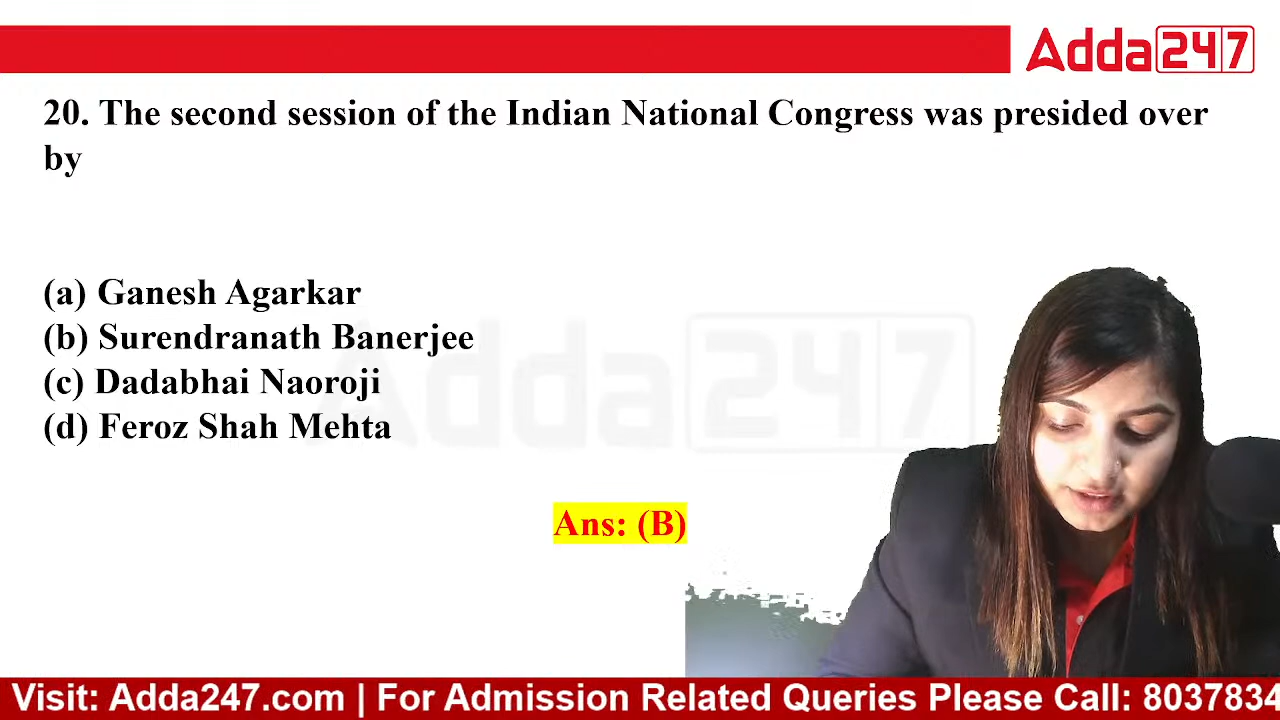 Adda247
20. The second session of the Indian National Congress was presided over
by
(a) Ganesh Agarkar
(b) Surendranath Banerjee
(c) Dadabhai Naoroji
(d) Feroz Shah Mehta
Adda247
Ans: (B)
Visit: Adda247.com | For Admission Related Queries Please Call: 8037834